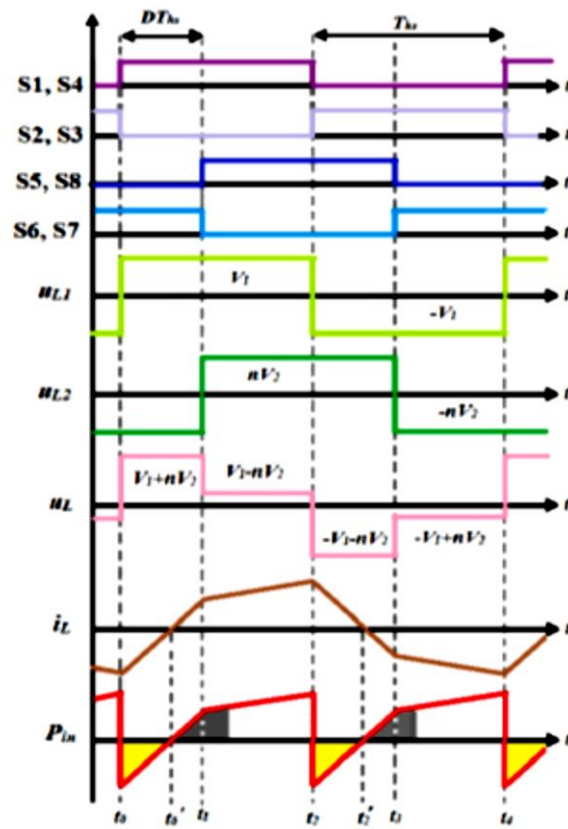 DThs Ths
S1, S4 t
S2, S3 t
S5, S8 t
S6, S7 t
uL1 V1 -V1 t
uL2 nV2 -nV2 t
uL V1+nV2 V1-nV2 -V1-nV2 -V1+nV2 t
iL t
Pin t
t0 t0' t1 t2 t2' t3 t4